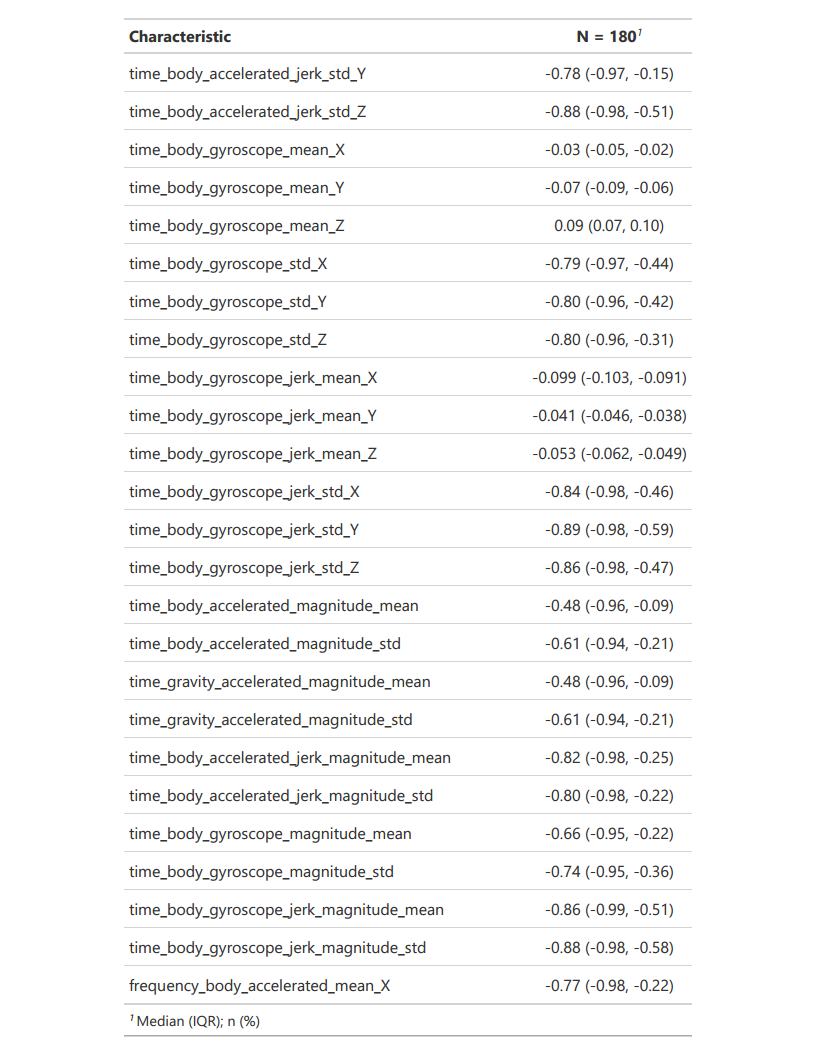 Characteristic N = 180¹
time_body_accelerated_jerk_std_Y -0.78 (-0.97, -0.15)
time_body_accelerated_jerk_std_Z -0.88 (-0.98, -0.51)
time_body_gyroscope_mean_X -0.03 (-0.05, -0.02)
time_body_gyroscope_mean_Y -0.07 (-0.09, -0.06)
time_body_gyroscope_mean_Z 0.09 (0.07, 0.10)
time_body_gyroscope_std_X -0.79 (-0.97, -0.44)
time_body_gyroscope_std_Y -0.80 (-0.96, -0.42)
time_body_gyroscope_std_Z -0.80 (-0.96, -0.31)
time_body_gyroscope_jerk_mean_X -0.099 (-0.103, -0.091)
time_body_gyroscope_jerk_mean_Y -0.041 (-0.046, -0.038)
time_body_gyroscope_jerk_mean_Z -0.053 (-0.062, -0.049)
time_body_gyroscope_jerk_std_X -0.84 (-0.98, -0.46)
time_body_gyroscope_jerk_std_Y -0.89 (-0.98, -0.59)
time_body_gyroscope_jerk_std_Z -0.86 (-0.98, -0.47)
time_body_accelerated_magnitude_mean -0.48 (-0.96, -0.09)
time_body_accelerated_magnitude_std -0.61 (-0.94, -0.21)
time_gravity_accelerated_magnitude_mean -0.48 (-0.96, -0.09)
time_gravity_accelerated_magnitude_std -0.61 (-0.94, -0.21)
time_body_accelerated_jerk_magnitude_mean -0.82 (-0.98, -0.25)
time_body_accelerated_jerk_magnitude_std -0.80 (-0.98, -0.22)
time_body_gyroscope_magnitude_mean -0.66 (-0.95, -0.22)
time_body_gyroscope_magnitude_std -0.74 (-0.95, -0.36)
time_body_gyroscope_jerk_magnitude_mean -0.86 (-0.99, -0.51)
time_body_gyroscope_jerk_magnitude_std -0.88 (-0.98, -0.58)
frequency_body_accelerated_mean_X -0.77 (-0.98, -0.22)
¹ Median (IQR); n (%)